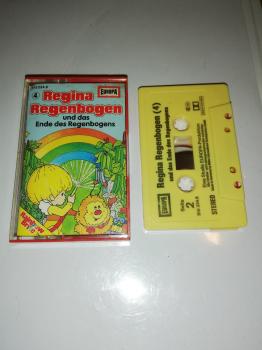 4
EUROPA
Regina
Regenbogen
und das
Ende des Regenbogens
Regina Regenbogen (4)
und das Ende des Regenbogens
EUROPA
Seite
2
STEREO